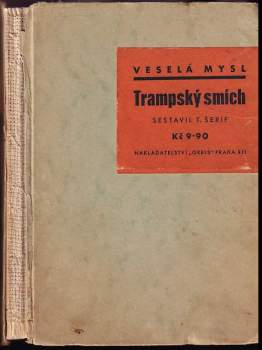 VESELÁ MYSL
Trampský smích
SESTAVIL T. ŠERIF
Kč 9·90
NAKLADATELSTVÍ „ORBIS" PRAHA XII